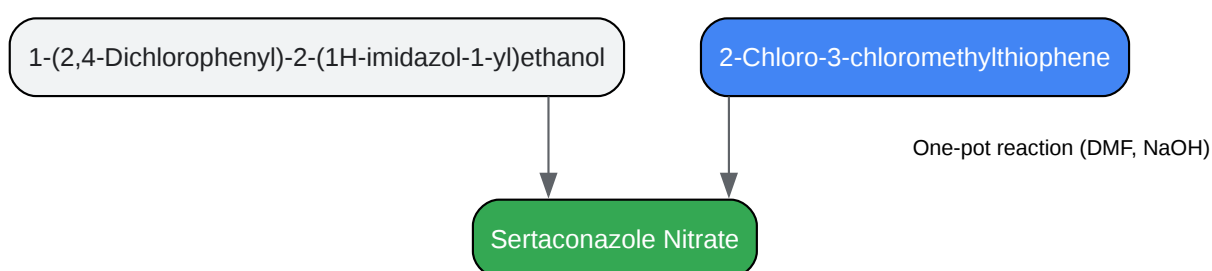 1-(2,4-Dichlorophenyl)-2-(1H-imidazol-1-yl)ethanol
2-Chloro-3-chloromethylthiophene
One-pot reaction (DMF, NaOH)
Sertaconazole Nitrate